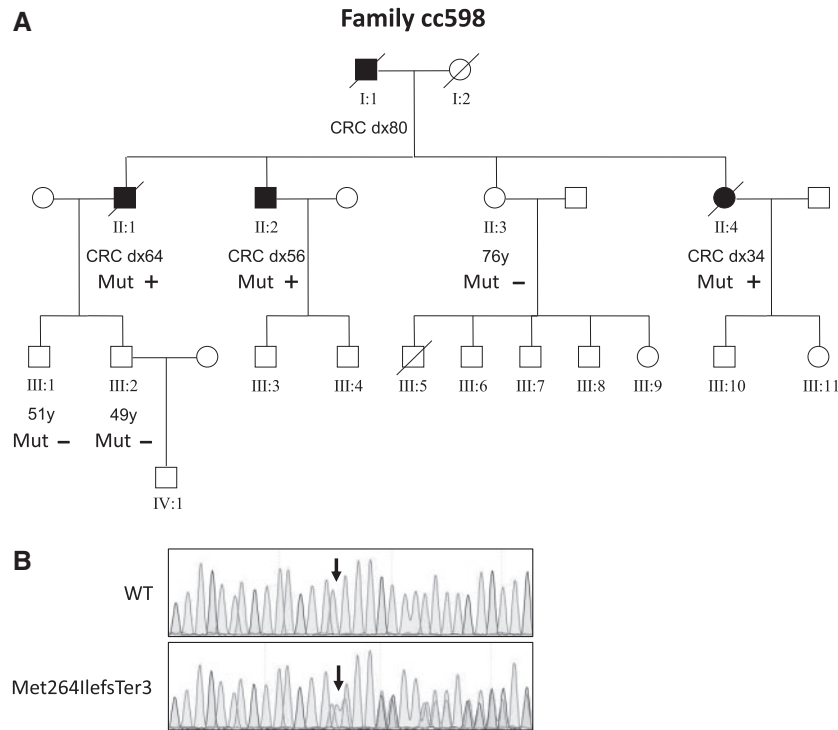 A
Family cc598
I:1 I:2
CRC dx80
II:1 II:2 II:3 II:4
CRC dx64 CRC dx56 76y CRC dx34
Mut + Mut + Mut − Mut +
III:1 III:2 III:3 III:4 III:5 III:6 III:7 III:8 III:9 III:10 III:11
51y 49y
Mut − Mut −
IV:1
B
WT
Met264IlefsTer3